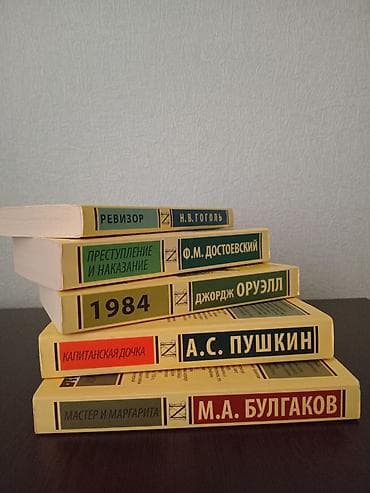 РЕВИЗОР
Н.В. ГОГОЛЬ
ПРЕСТУПЛЕНИЕ
И НАКАЗАНИЕ
Ф.М. ДОСТОЕВСКИЙ
1984
ДЖОРДЖ ОРУЭЛЛ
КАПИТАНСКАЯ ДОЧКА
А.С. ПУШКИН
МАСТЕР И МАРГАРИТА
М.А. БУЛГАКОВ